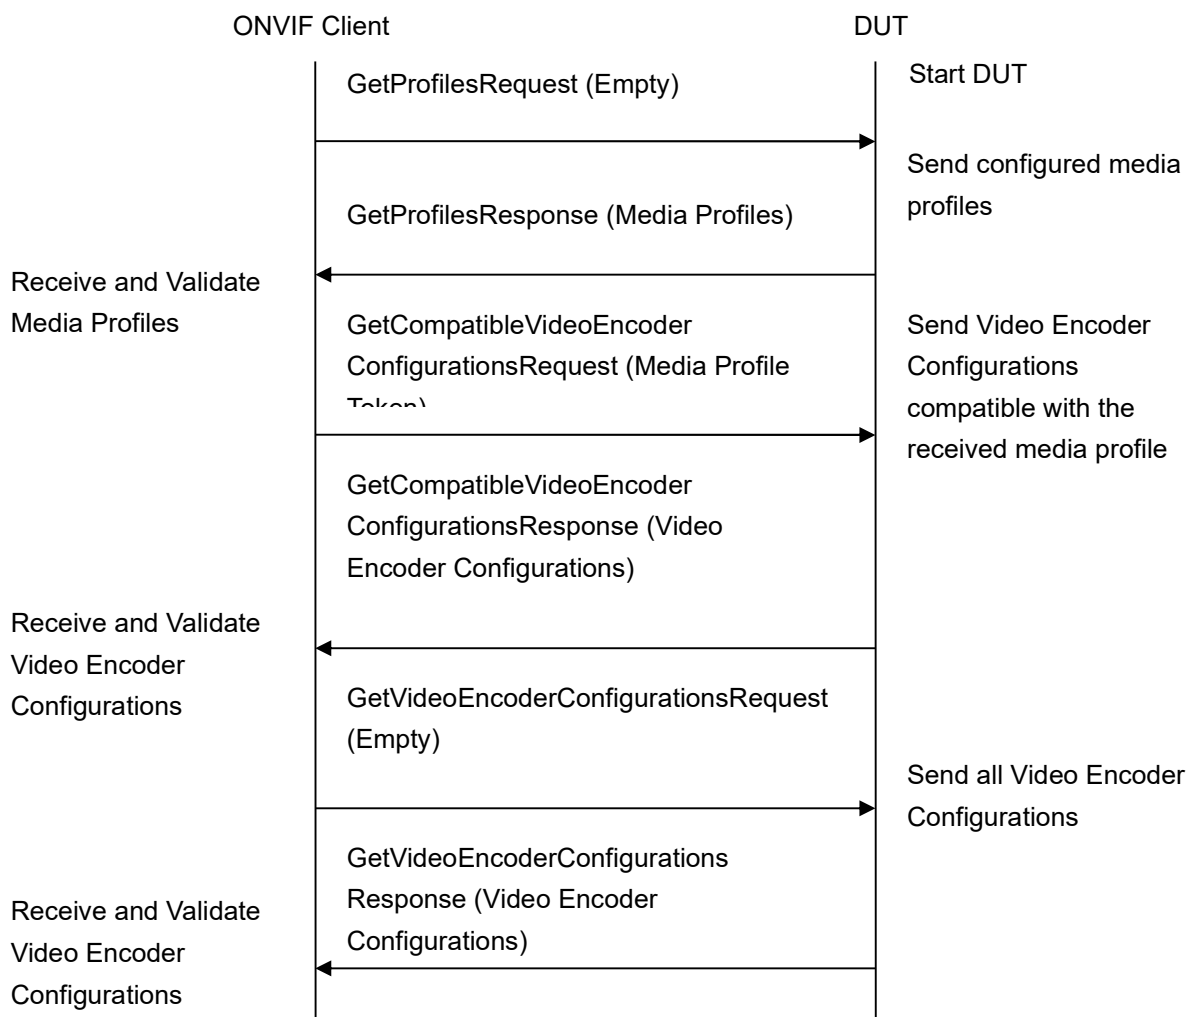 ONVIF Client
DUT
GetProfilesRequest (Empty)
Start DUT
Send configured media
profiles
GetProfilesResponse (Media Profiles)
Receive and Validate
Media Profiles
GetCompatibleVideoEncoder
ConfigurationsRequest (Media Profile
Token)
Send Video Encoder
Configurations
compatible with the
received media profile
GetCompatibleVideoEncoder
ConfigurationsResponse (Video
Encoder Configurations)
Receive and Validate
Video Encoder
Configurations
GetVideoEncoderConfigurationsRequest
(Empty)
Send all Video Encoder
Configurations
GetVideoEncoderConfigurations
Response (Video Encoder
Configurations)
Receive and Validate
Video Encoder
Configurations